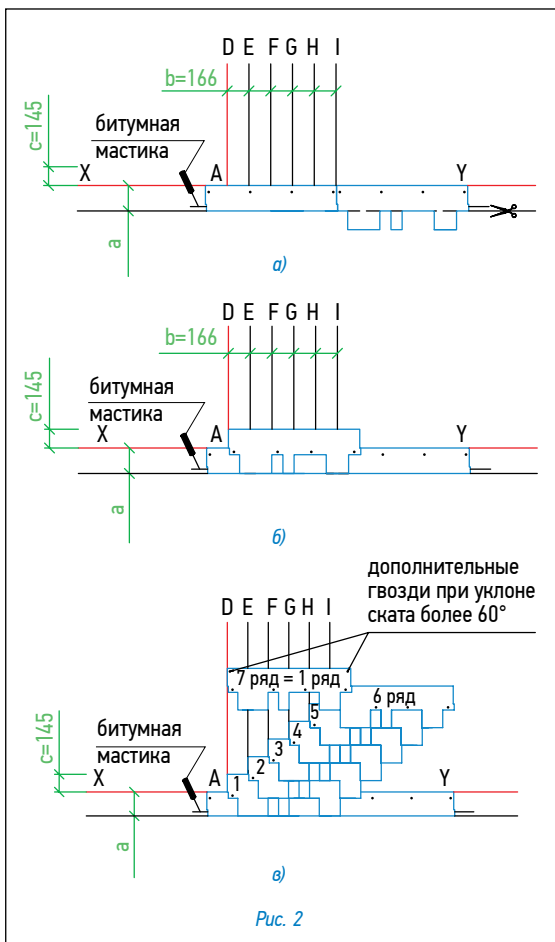 D E F G H I
b=166
c=145
битумная
мастика
X
A
Y
a
а)
D E F G H I
b=166
c=145
битумная
мастика
X
A
Y
a
б)
дополнительные
гвозди при уклоне
ската более 60°
D E F G H I
7 ряд = 1 ряд
6 ряд
5
4
3
2
1
c=145
битумная
мастика
X
A
Y
a
в)
Рис. 2